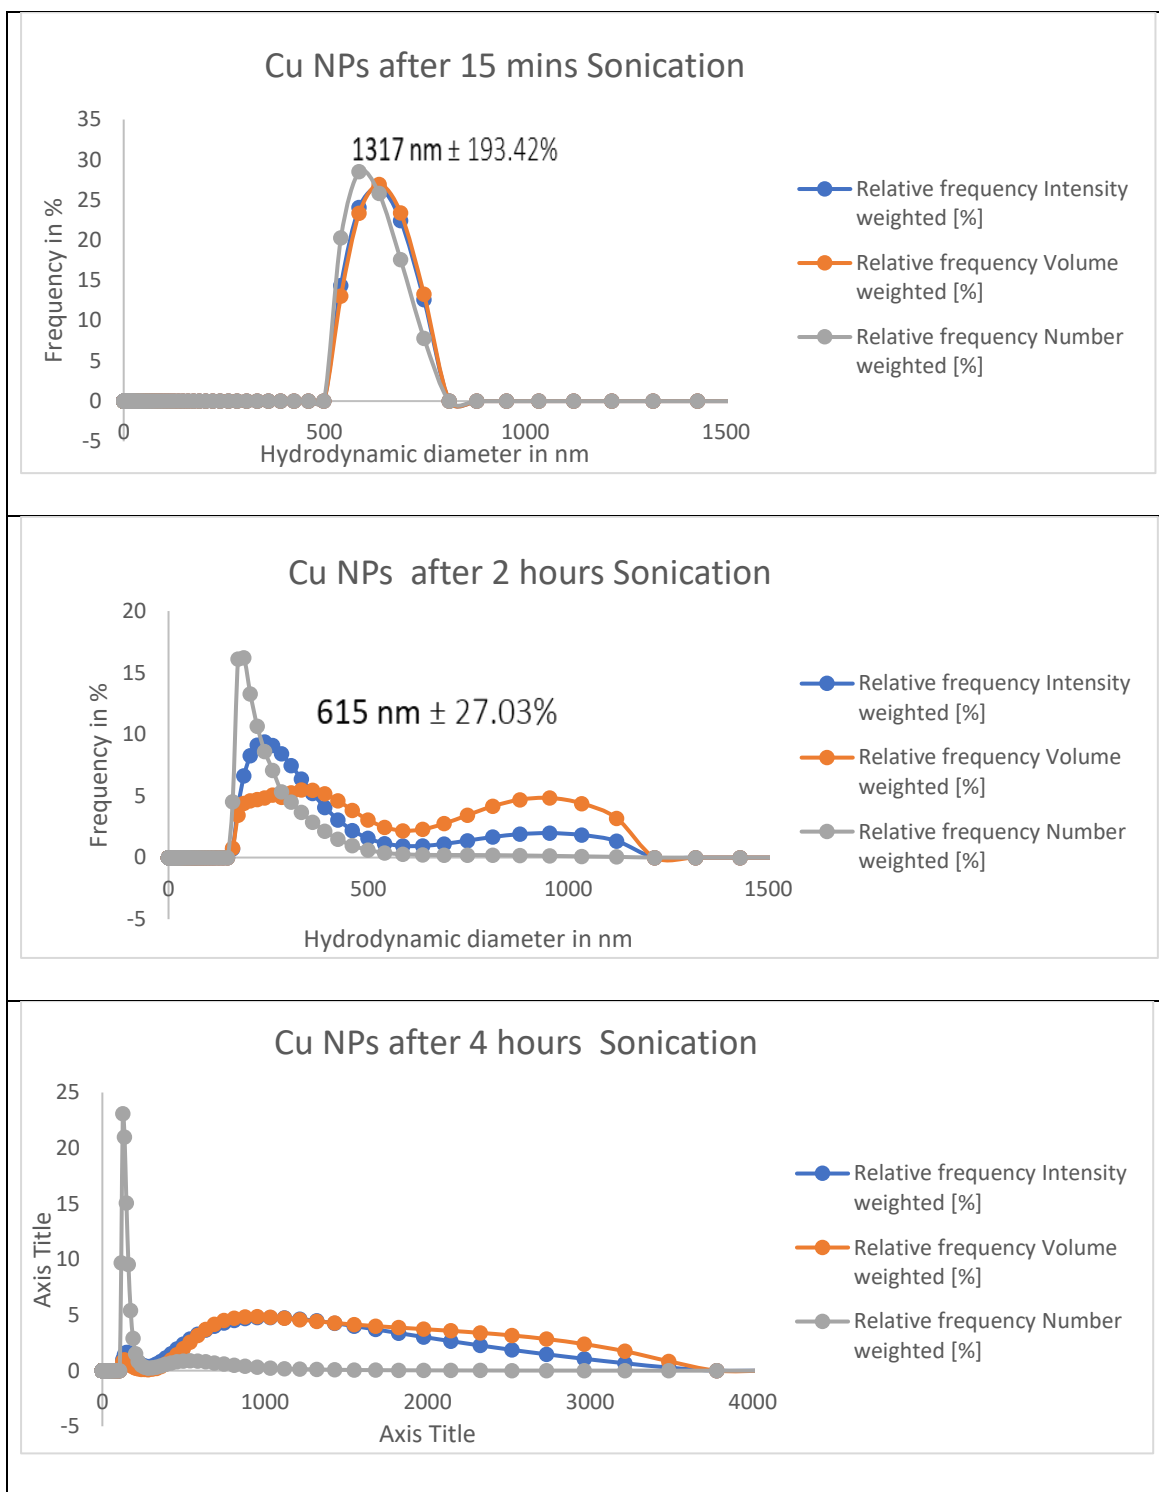 Cu NPs after 15 mins Sonication
1317 nm ± 193.42%
Frequency in %
35
30
25
20
15
10
5
0
-5
0
500
1000
1500
Hydrodynamic diameter in nm
Relative frequency Intensity
weighted [%]
Relative frequency Volume
weighted [%]
Relative frequency Number
weighted [%]
Cu NPs  after 2 hours Sonication
615 nm ± 27.03%
Frequency in %
20
15
10
5
0
-5
0
500
1000
1500
Hydrodynamic diameter in nm
Relative frequency Intensity
weighted [%]
Relative frequency Volume
weighted [%]
Relative frequency Number
weighted [%]
Cu NPs after 4 hours  Sonication
Axis Title
25
20
15
10
5
0
-5
0
1000
2000
3000
4000
Axis Title
Relative frequency Intensity
weighted [%]
Relative frequency Volume
weighted [%]
Relative frequency Number
weighted [%]